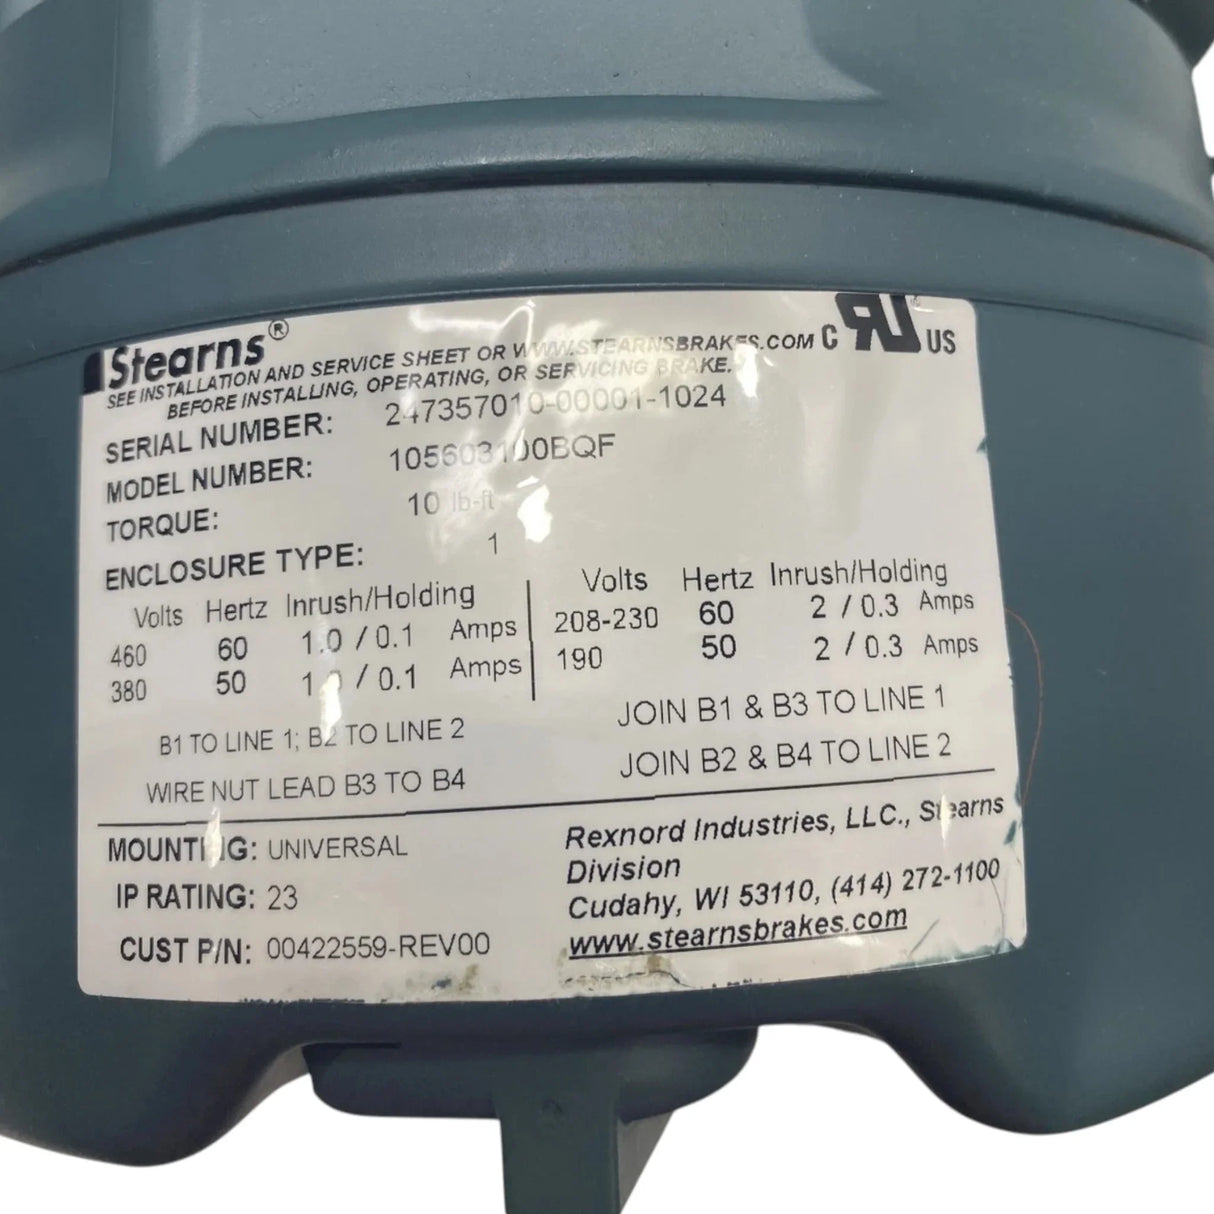 Stearns®
SEE INSTALLATION AND SERVICE SHEET OR WWW.STEARNSBRAKES.COM
BEFORE INSTALLING, OPERATING, OR SERVICING BRAKE.
C RU US
SERIAL NUMBER: 247357010-00001-1024
MODEL NUMBER: 105603100BQF
TORQUE: 10 lb-ft
ENCLOSURE TYPE: 1
Volts Hertz Inrush/Holding
460 60 1.0 / 0.1 Amps
380 50 1.0 / 0.1 Amps
B1 TO LINE 1; B2 TO LINE 2
WIRE NUT LEAD B3 TO B4
Volts Hertz Inrush/Holding
208-230 60 2 / 0.3 Amps
190 50 2 / 0.3 Amps
JOIN B1 & B3 TO LINE 1
JOIN B2 & B4 TO LINE 2
MOUNTING: UNIVERSAL
IP RATING: 23
CUST P/N: 00422559-REV00
Rexnord Industries, LLC., Stearns
Division
Cudahy, WI 53110, (414) 272-1100
www.stearnsbrakes.com